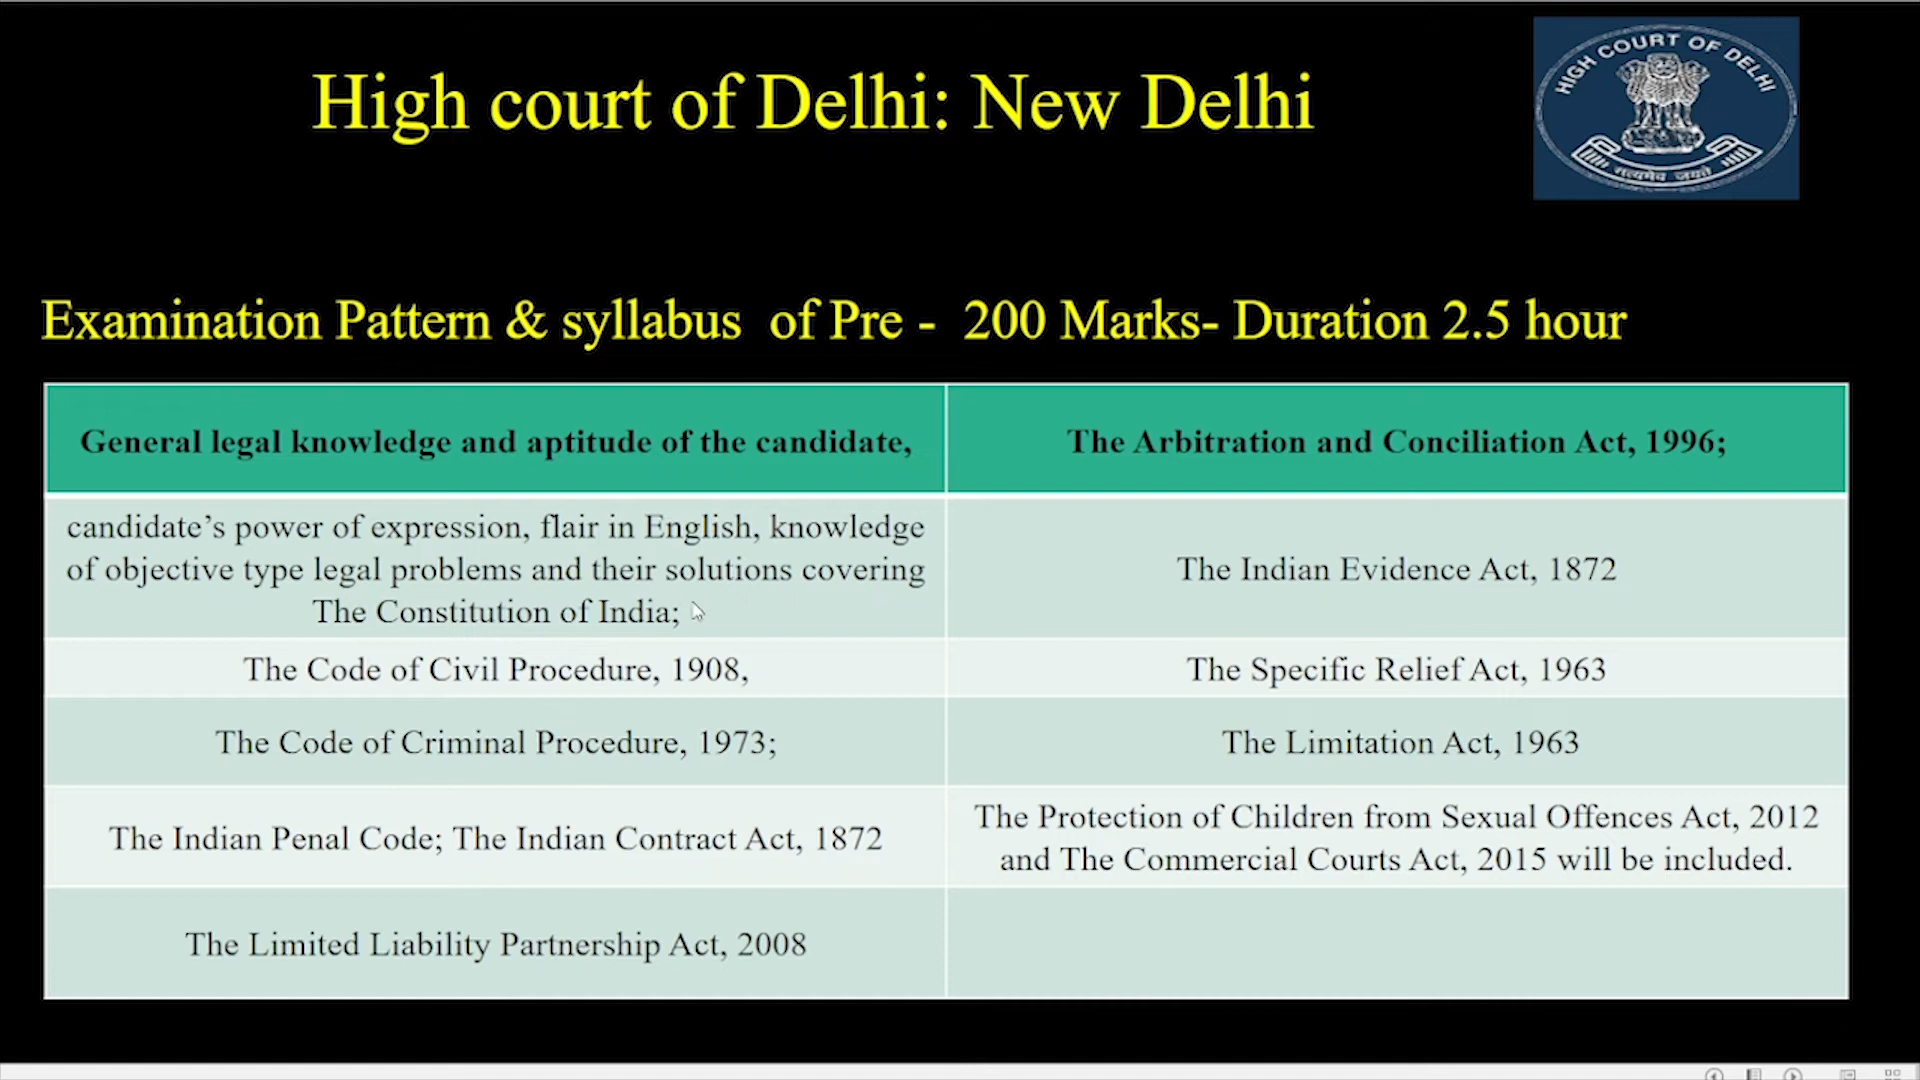 High court of Delhi: New Delhi
HIGH COURT OF DELHI
सत्यमेव जयते
Examination Pattern & syllabus of Pre - 200 Marks- Duration 2.5 hour
General legal knowledge and aptitude of the candidate,
The Arbitration and Conciliation Act, 1996;
candidate's power of expression, flair in English, knowledge
of objective type legal problems and their solutions covering
The Constitution of India;
The Indian Evidence Act, 1872
The Code of Civil Procedure, 1908,
The Specific Relief Act, 1963
The Code of Criminal Procedure, 1973;
The Limitation Act, 1963
The Indian Penal Code; The Indian Contract Act, 1872
The Protection of Children from Sexual Offences Act, 2012
and The Commercial Courts Act, 2015 will be included.
The Limited Liability Partnership Act, 2008